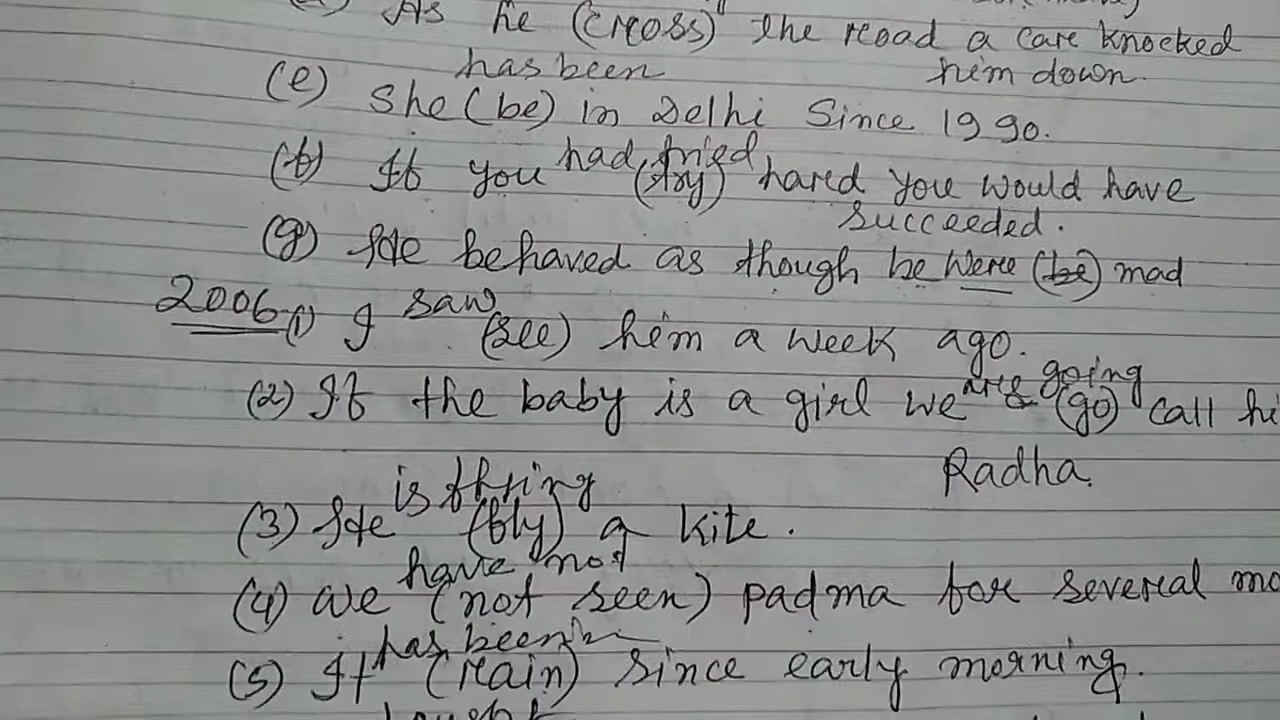 As he (cross) the road a car knocked
him down.
has been
(e) She (be) in Delhi Since 1990.
had tried
(f) If you (try) hard you would have
succeeded.
(g) He behaved as though he were (be) mad
2006 (1) I saw (see) him a week ago.
are going
(2) If the baby is a girl we (go) call hi
Radha.
is
(3) He (fly) a kite.
have not
(4) we (not seen) padma for several mo
has been
(5) It (rain) since early morning.